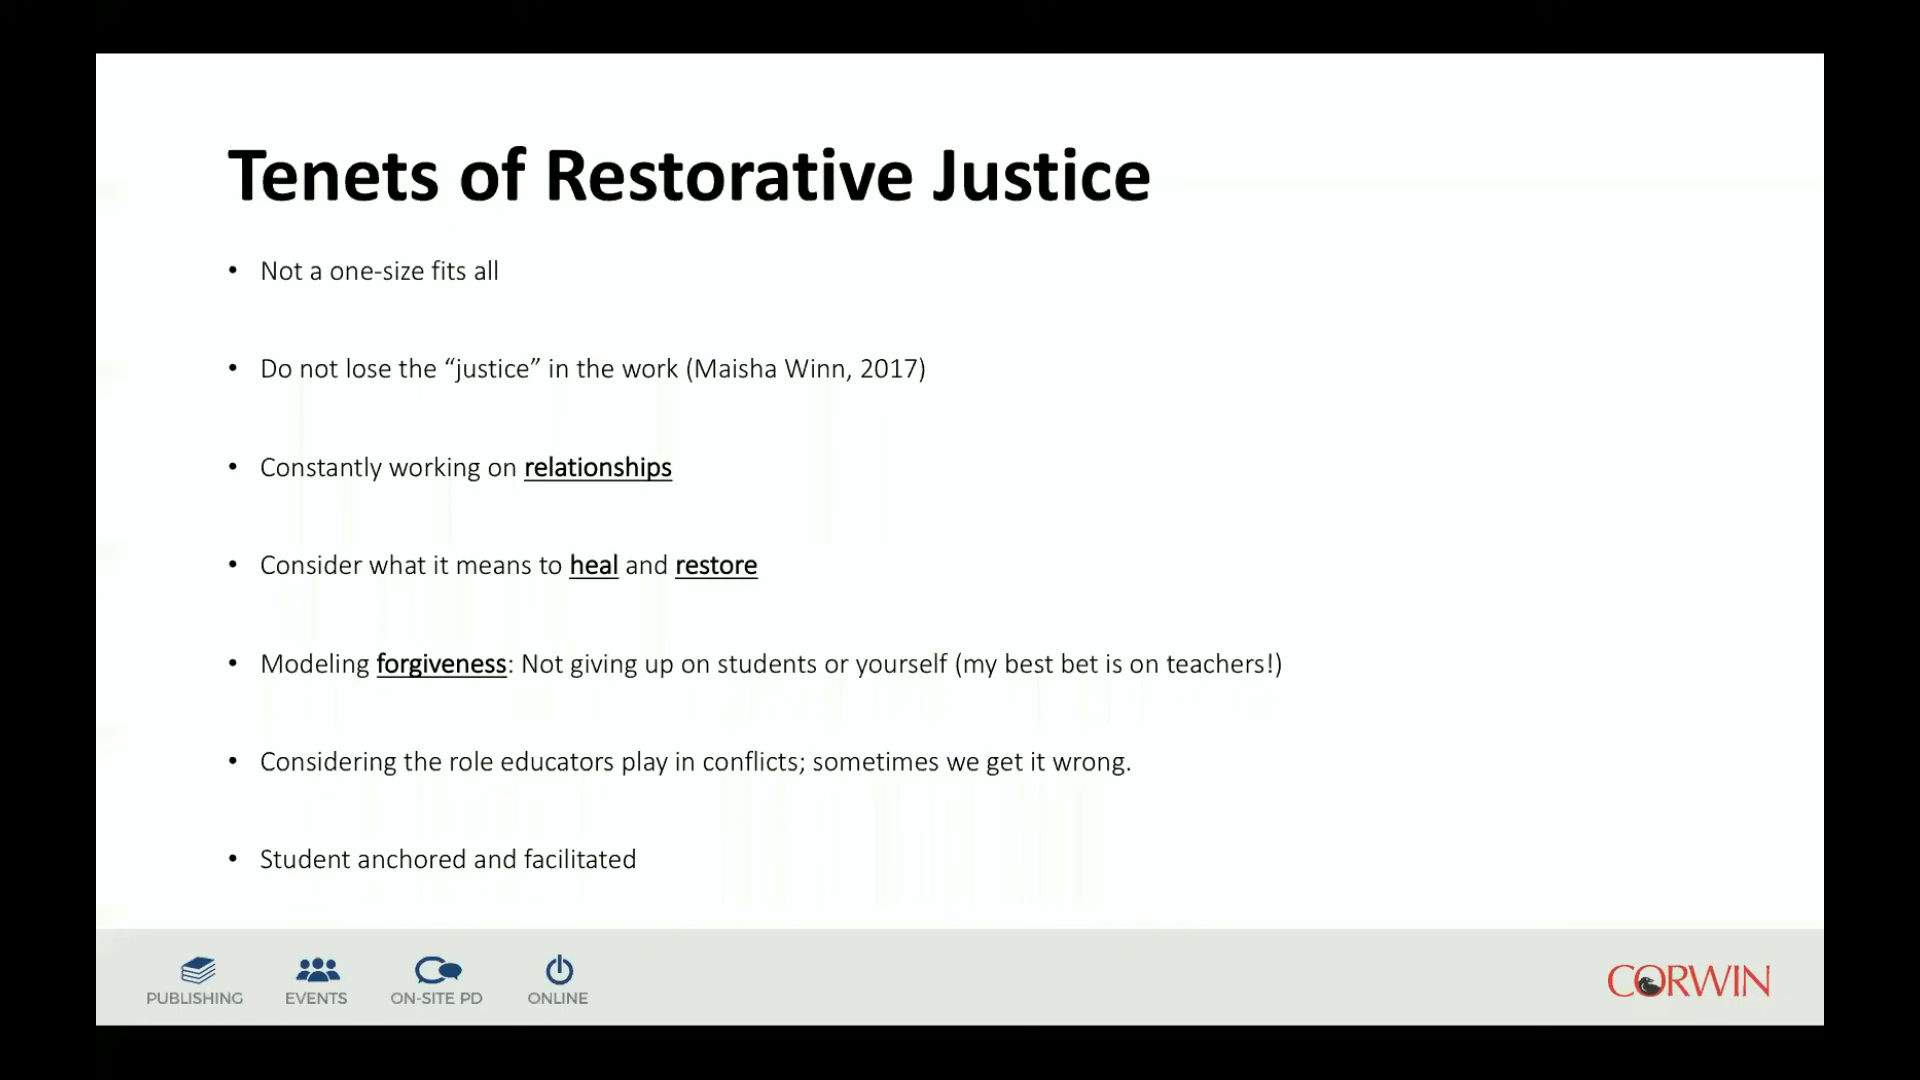 Tenets of Restorative Justice
• Not a one-size fits all
• Do not lose the “justice” in the work (Maisha Winn, 2017)
• Constantly working on relationships
• Consider what it means to heal and restore
• Modeling forgiveness: Not giving up on students or yourself (my best bet is on teachers!)
• Considering the role educators play in conflicts; sometimes we get it wrong.
• Student anchored and facilitated
PUBLISHING EVENTS ON-SITE PD ONLINE CORWIN